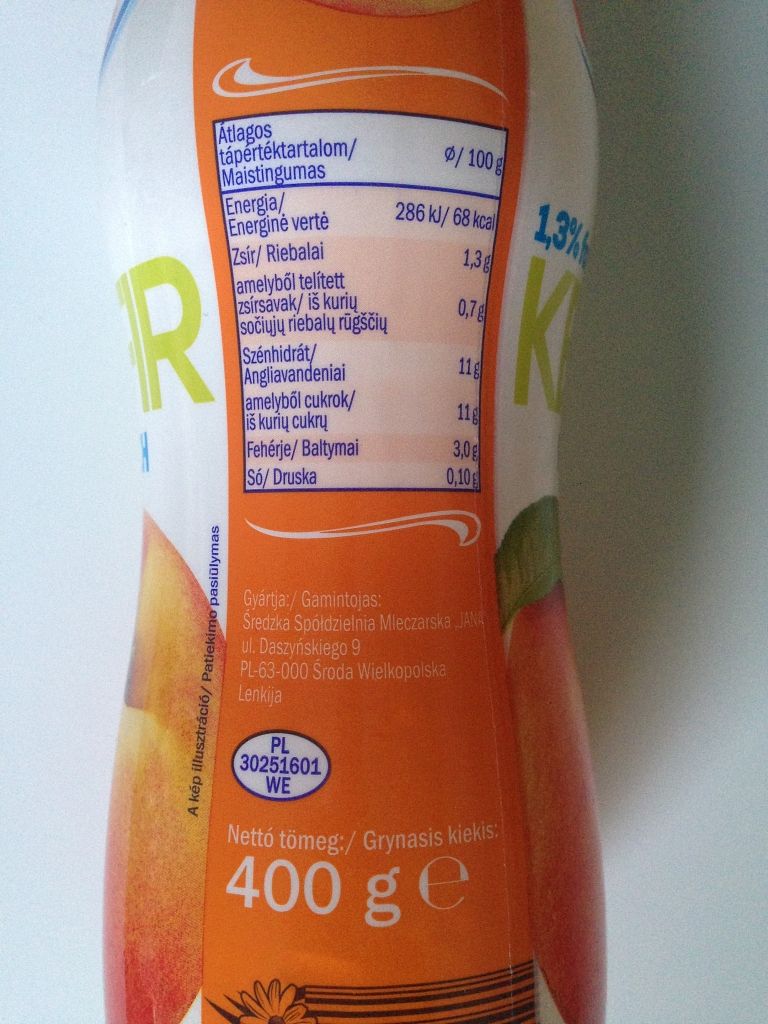 Átlagos
tápértéktartalom/
Maistingumas
Ø/ 100 g
Energia/
Energinė vertė
286 kJ/ 68 kcal
Zsír/ Riebalai
1,3 g
amelyből telített
zsírsavak/ iš kurių
sočiųjų riebalų rūgščių
0,7 g
Szénhidrát/
Angliavandeniai
11 g
amelyből cukrok/
iš kurių cukrų
11 g
Fehérje/ Baltymai
3,0 g
Só/ Druska
0,10 g
1,3%
A kép illusztráció/ Patiekimo pasiūlymas
Gyártja:/ Gamintojas:
Średzka Spółdzielnia Mleczarska „JANA
ul. Daszyńskiego 9
PL-63-000 Środa Wielkopolska
Lenkija
PL
30251601
WE
Nettó tömeg:/ Grynasis kiekis:
400 g e